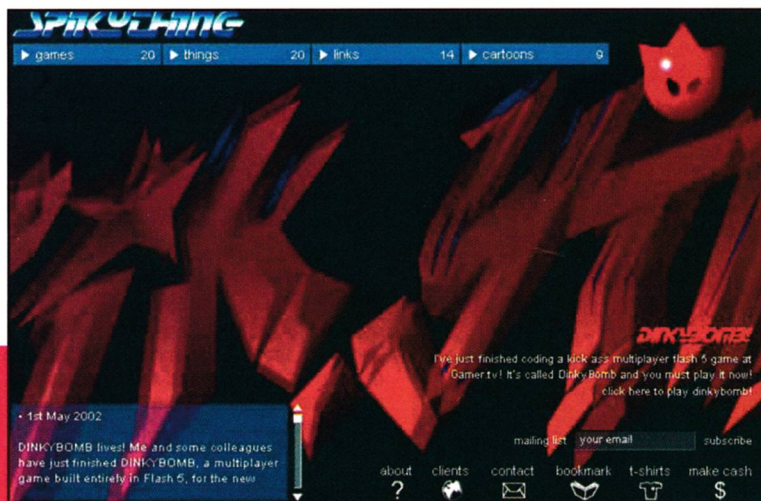 SPIKYTHING
games 20 things 20 links 14 cartoons 9
DINKYBOMB!
I've just finished coding a kick ass multiplayer flash 5 game at
Gamer.tv! It's called DinkyBomb and you must play it now!
click here to play dinkybomb!
• 1st May 2002
DINKYBOMB lives! Me and some colleagues
have just finished DINKYBOMB, a multiplayer
game built entirely in Flash 5, for the new
mailing list your email subscribe
about clients contact bookmark t-shirts make cash
? $